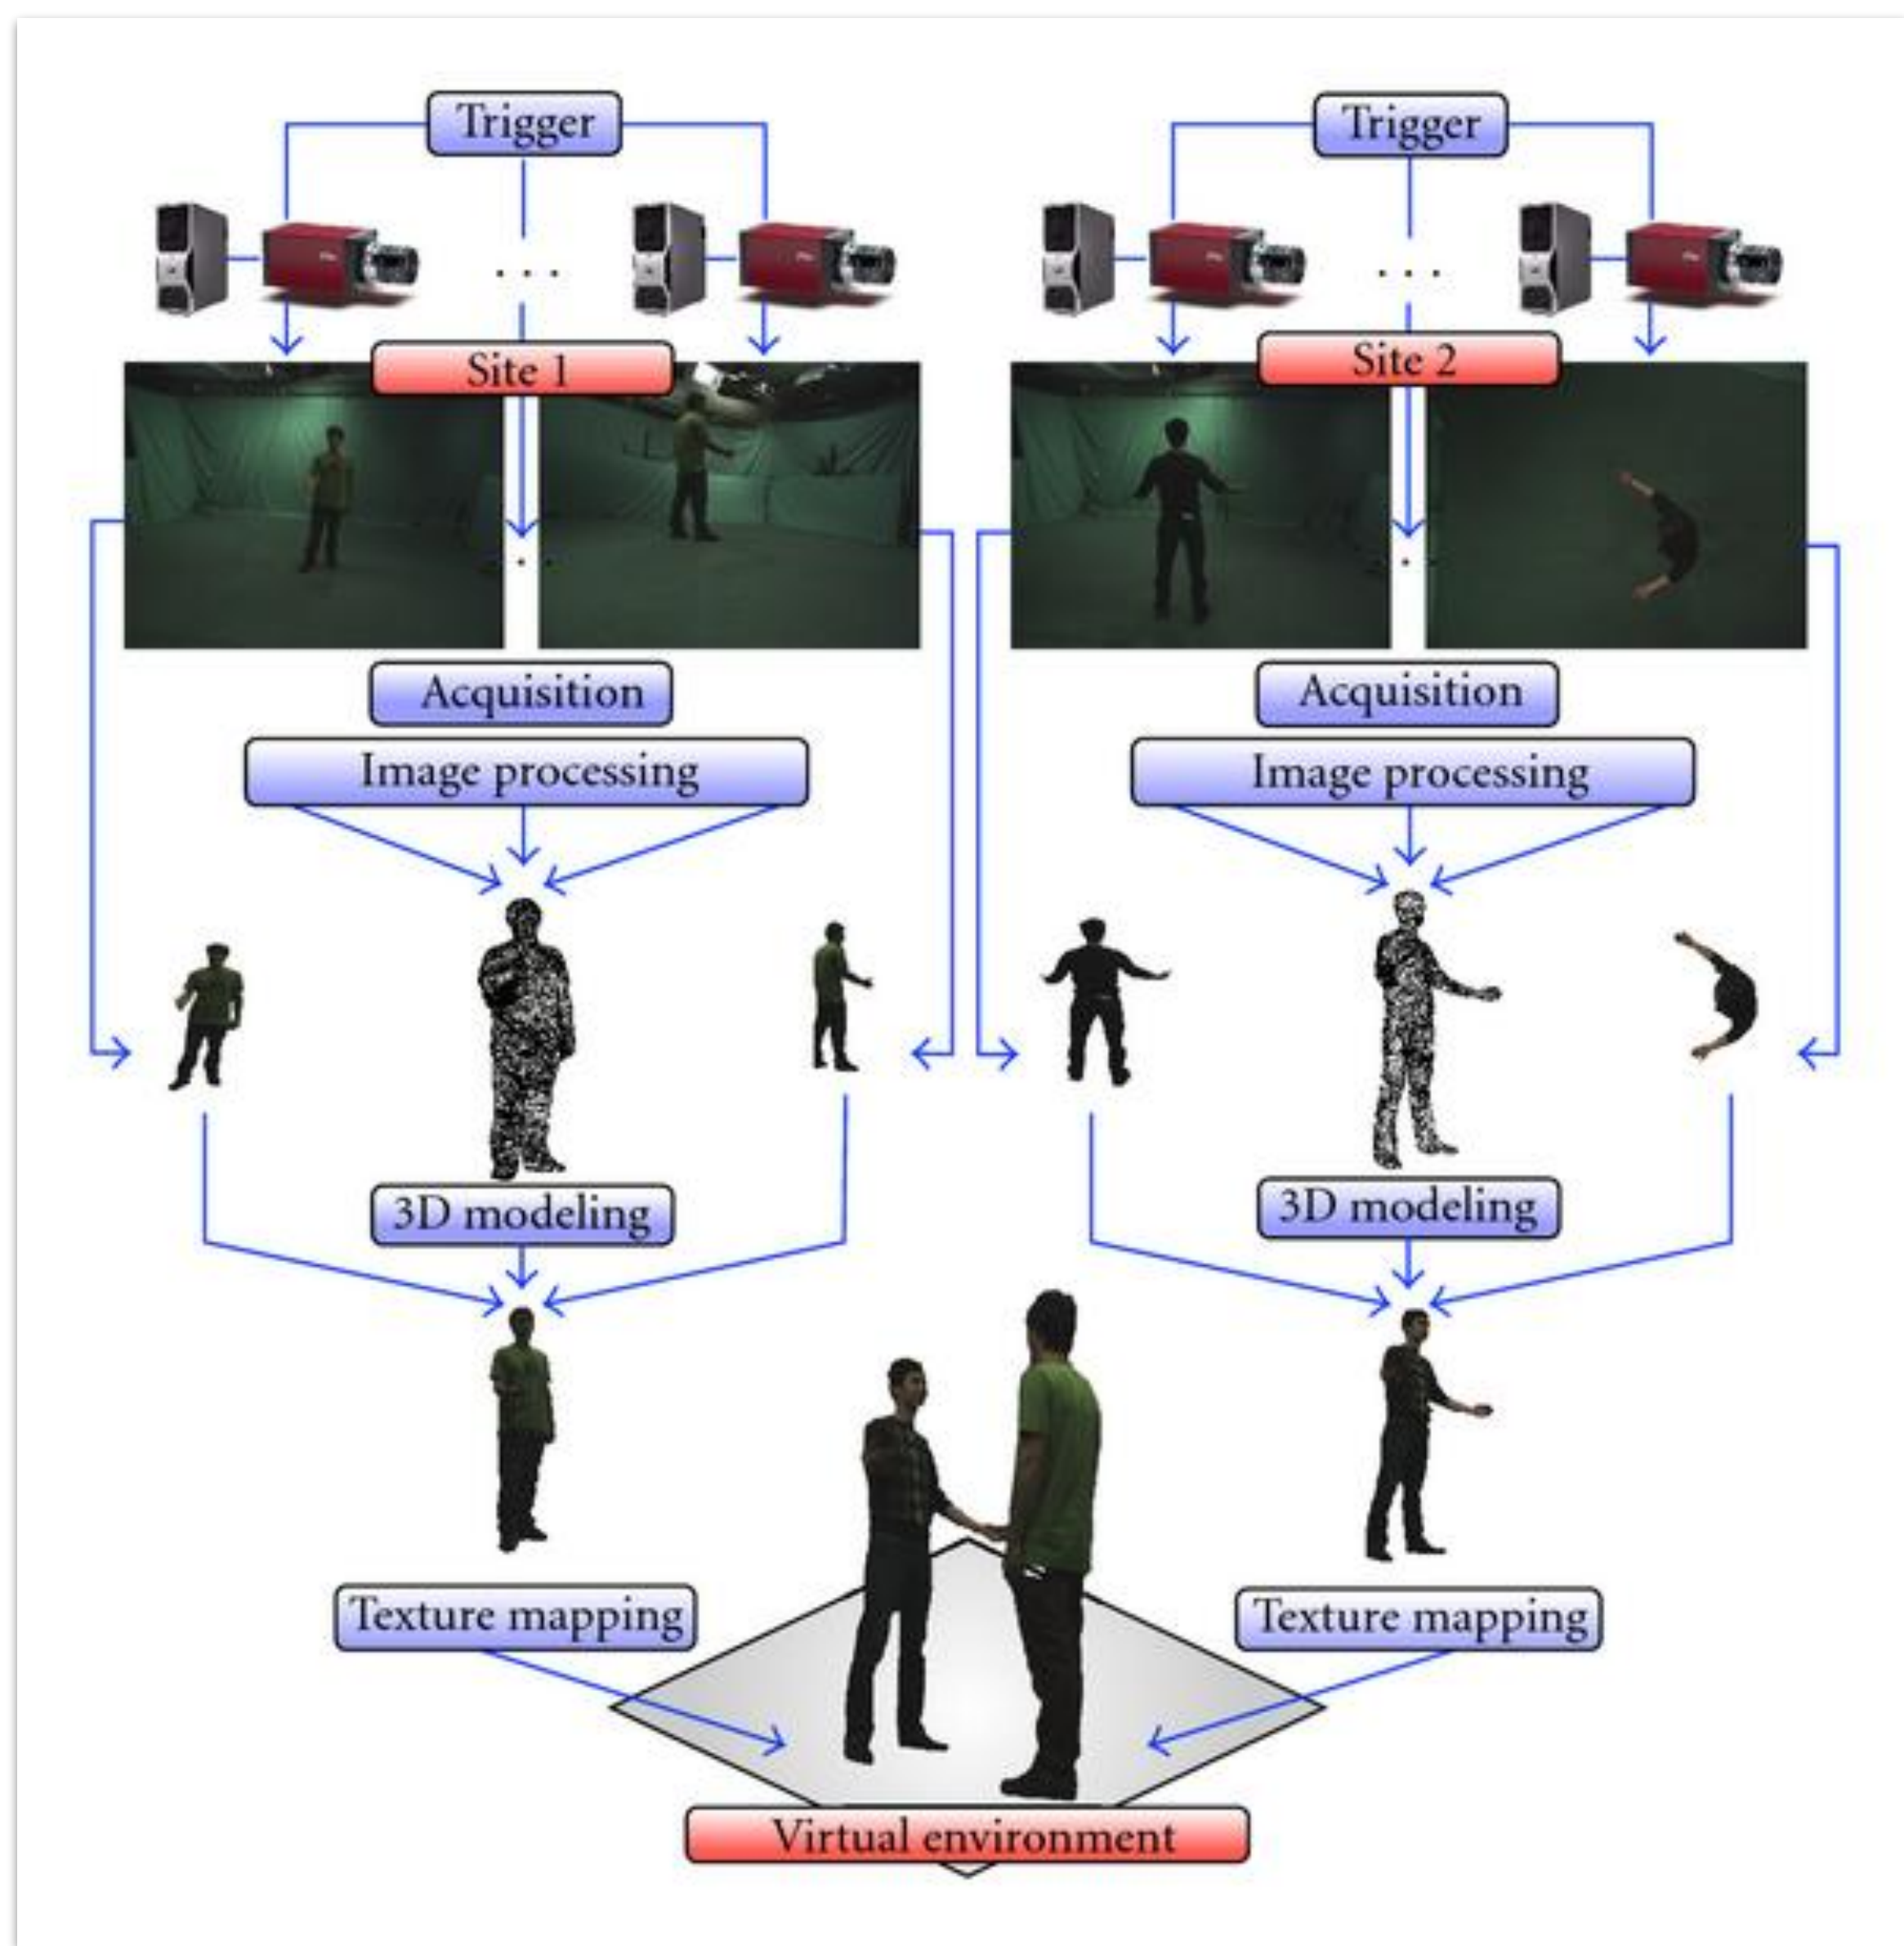 Trigger
Trigger
. . .
. . .
Site 1
Site 2
Acquisition
Acquisition
Image processing
Image processing
3D modeling
3D modeling
Texture mapping
Texture mapping
Virtual environment